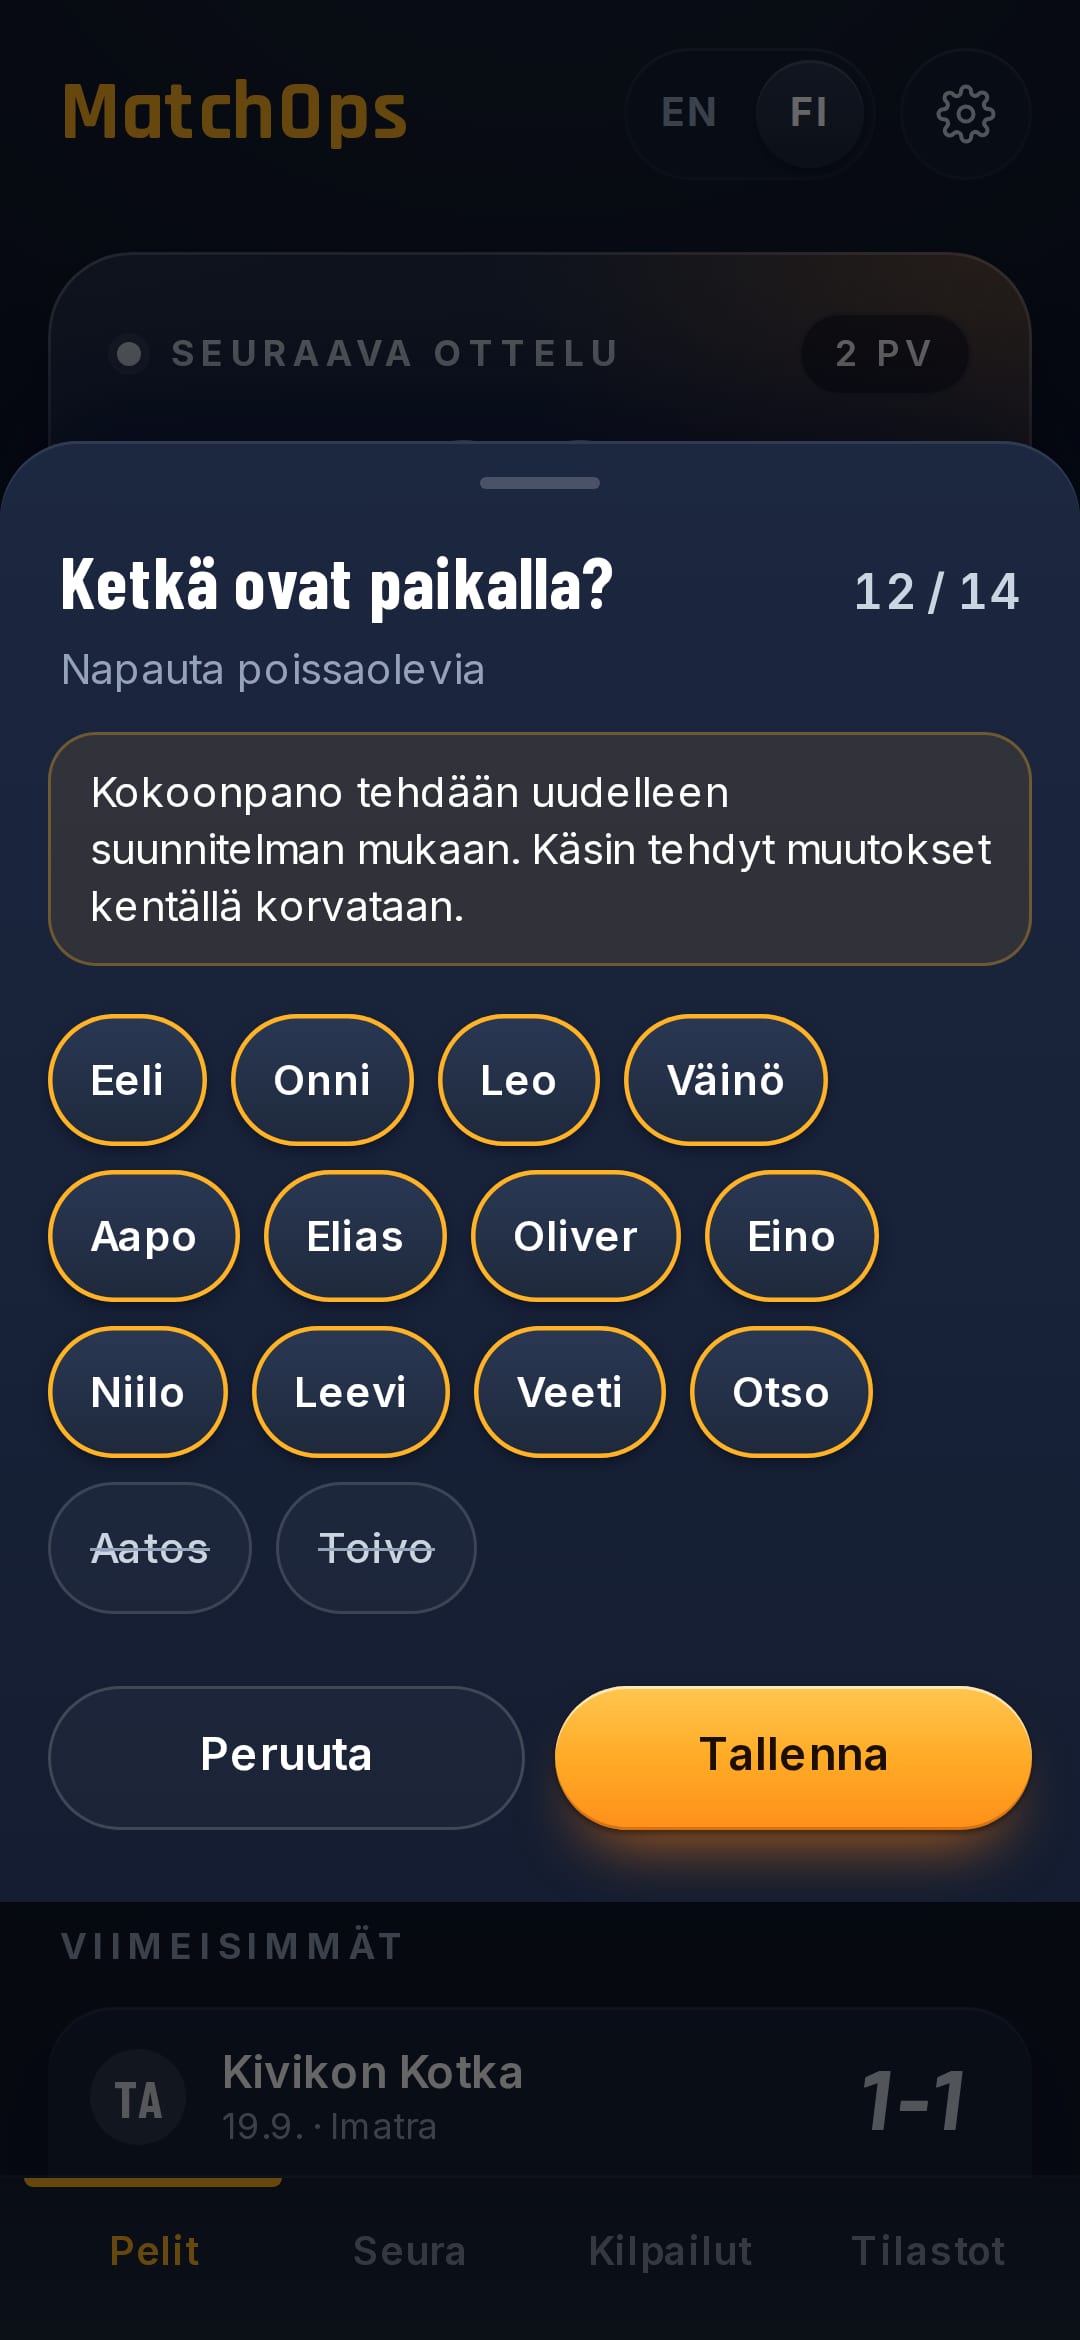 MatchOps
EN FI
SEURAAVA OTTELU 2 PV
Ketkä ovat paikalla? 12 / 14
Napauta poissaolevia
Kokoonpano tehdään uudelleen
suunnitelman mukaan. Käsin tehdyt muutokset
kentällä korvataan.
Eeli Onni Leo Väinö
Aapo Elias Oliver Eino
Niilo Leevi Veeti Otso
Aatos Toivo
Peruuta Tallenna
VIIMEISIMMÄT
TA Kivikon Kotka 1-1
19.9. · Imatra
Pelit Seura Kilpailut Tilastot